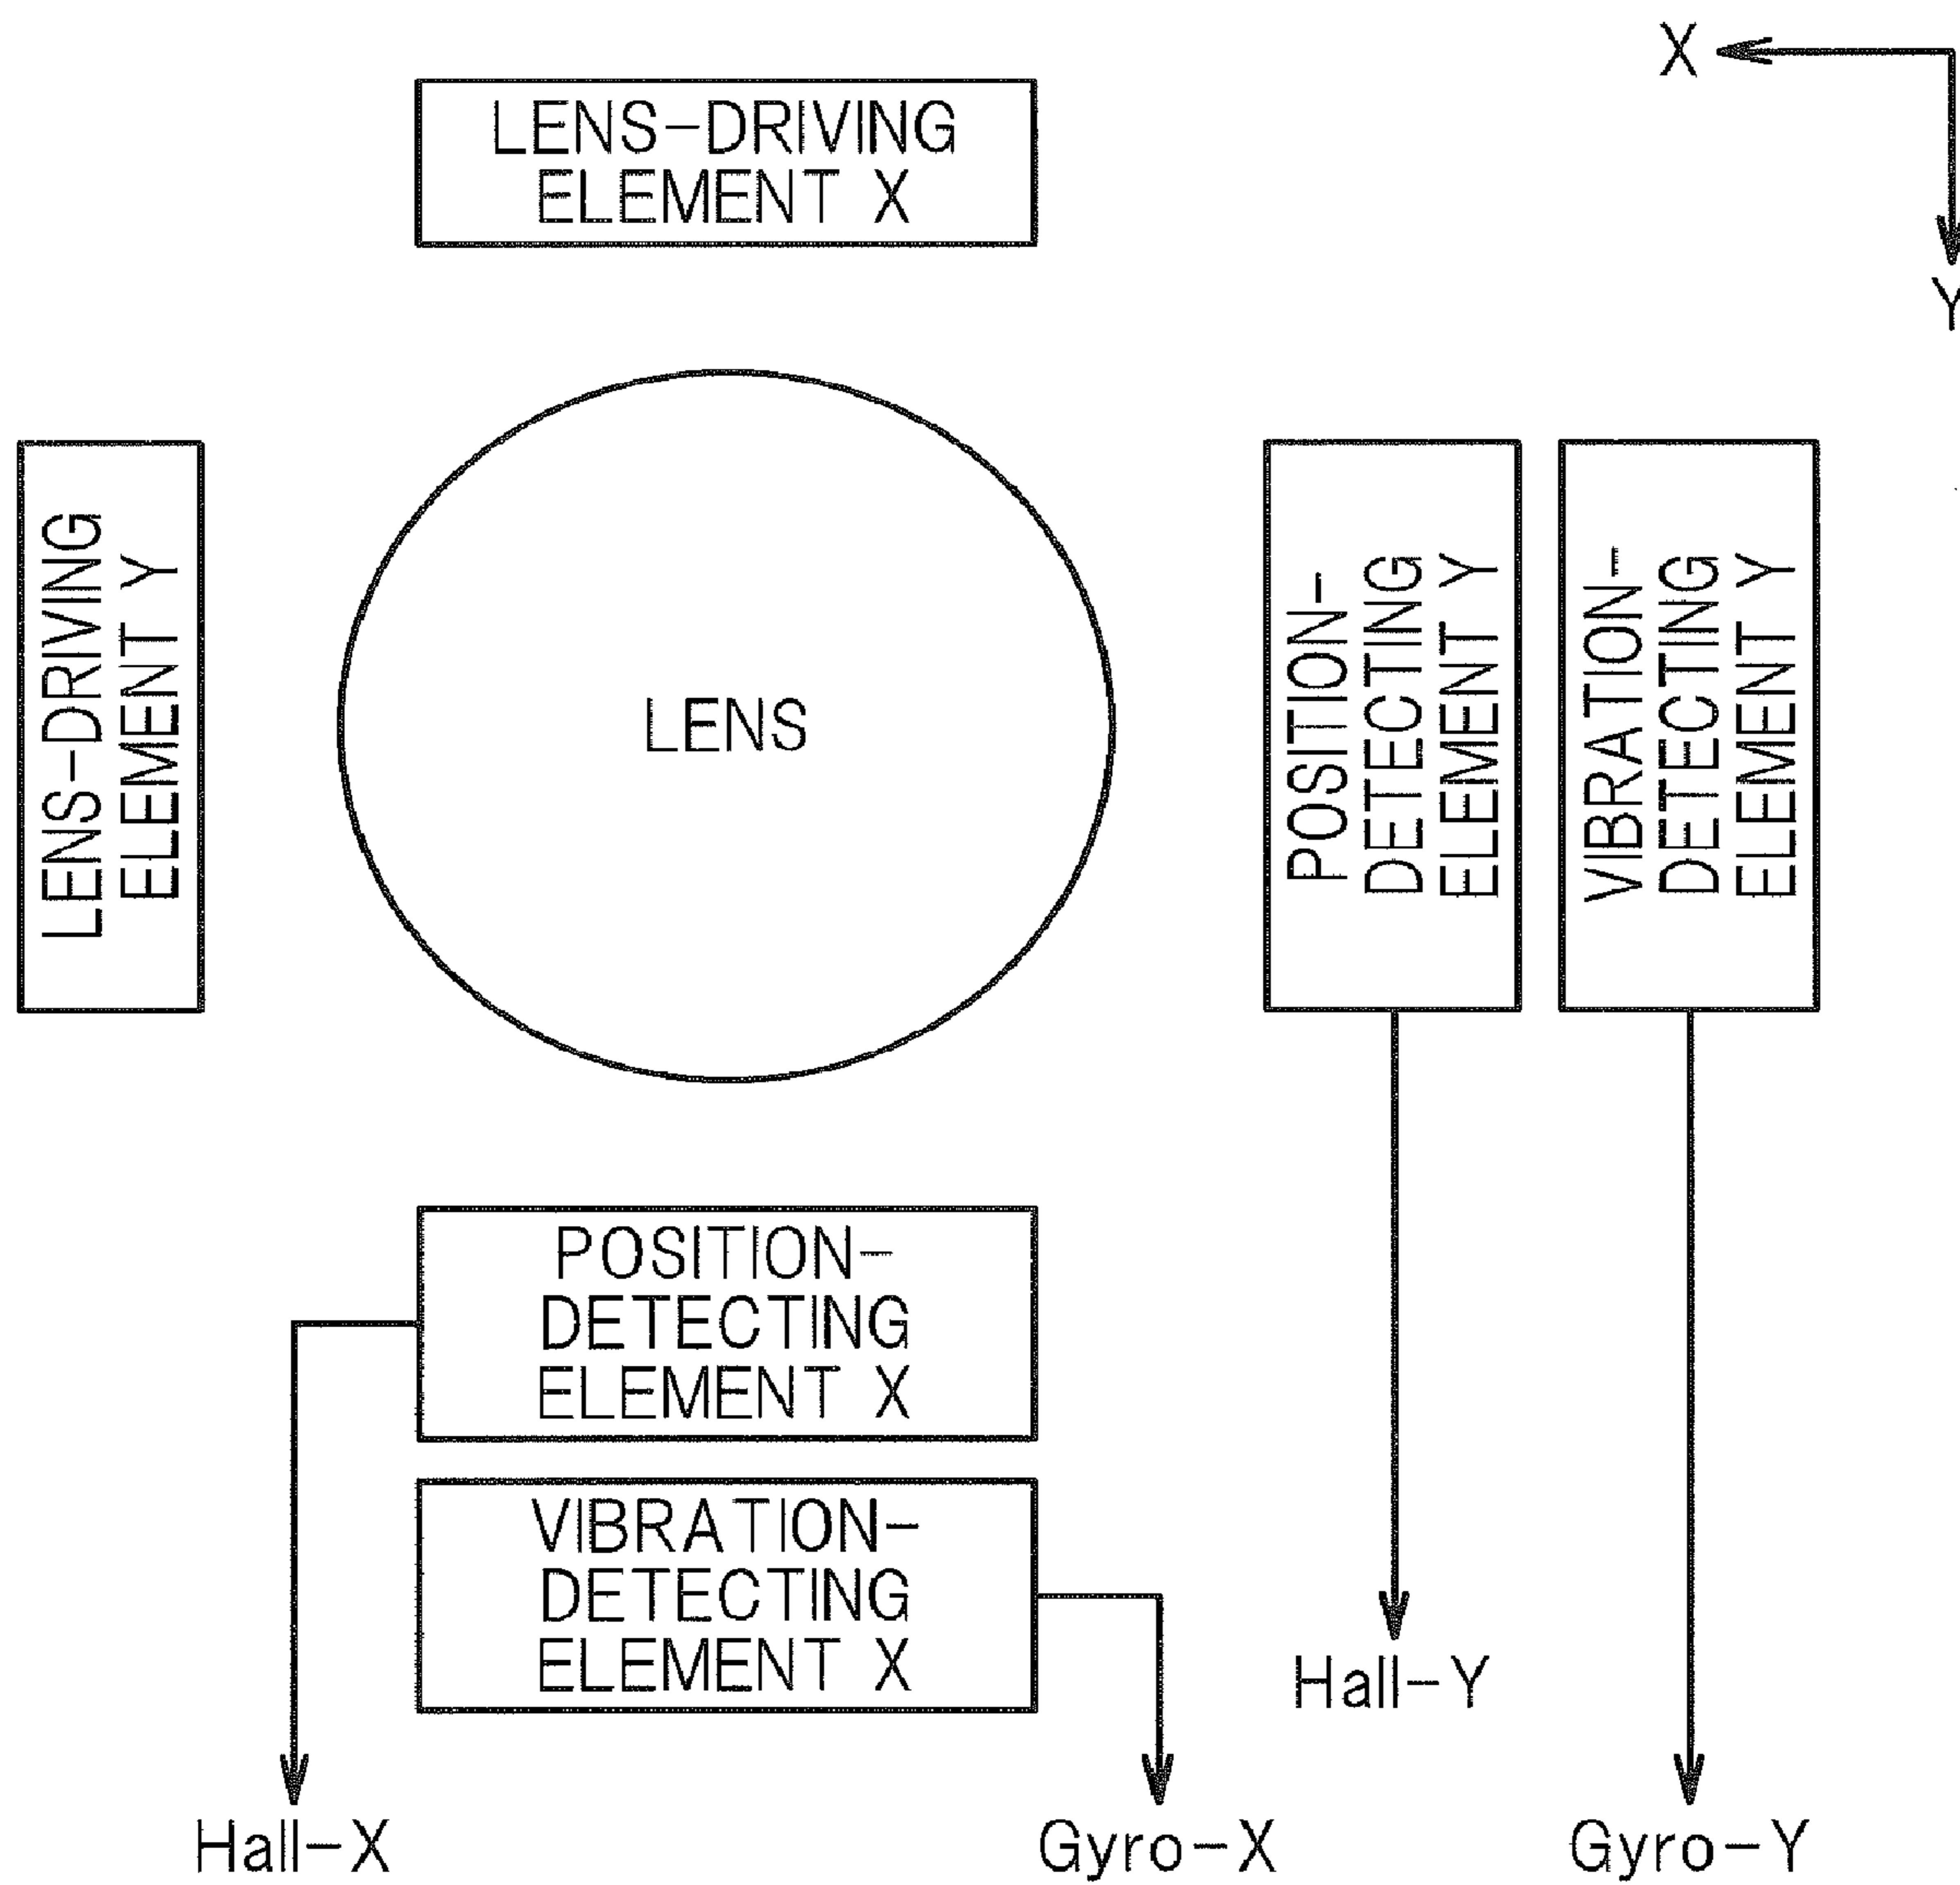 X
Y
LENS-DRIVING
ELEMENT X
LENS-DRIVING
ELEMENT Y
LENS
POSITION-
DETECTING
ELEMENT Y
VIBRATION-
DETECTING
ELEMENT Y
POSITION-
DETECTING
ELEMENT X
VIBRATION-
DETECTING
ELEMENT X
Hall-Y
Hall-X
Gyro-X
Gyro-Y